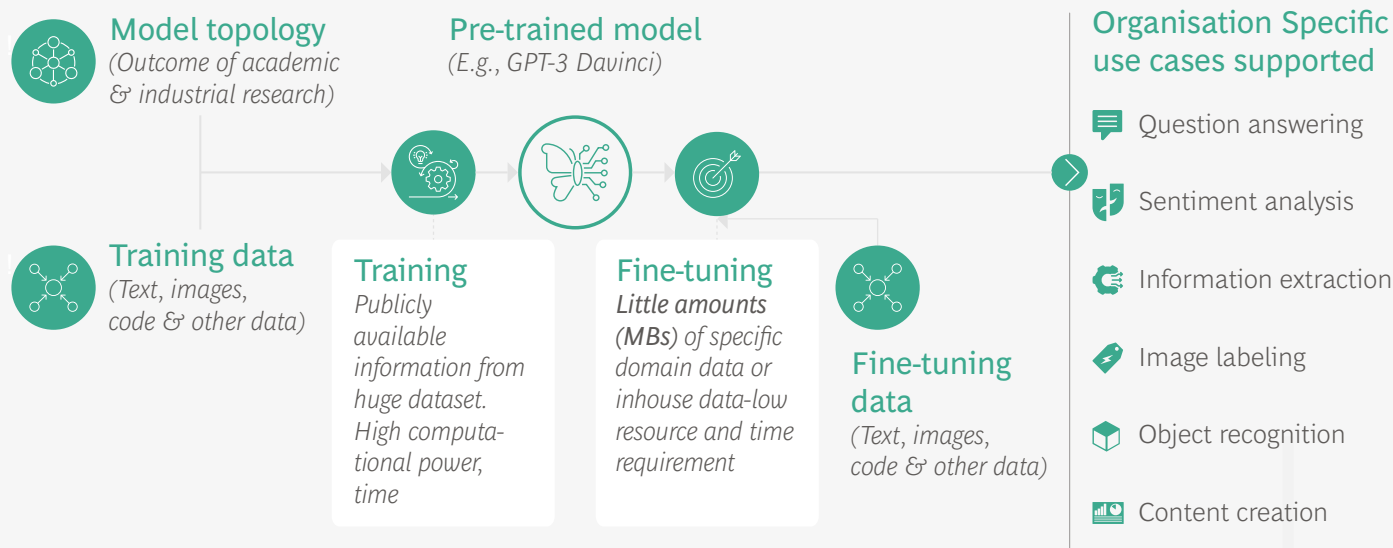 Model topology
(Outcome of academic
& industrial research)
Pre-trained model
(E.g., GPT-3 Davinci)
Training data
(Text, images,
code & other data)
Training
Publicly
available
information from
huge dataset.
High computa-
tional power,
time
Fine-tuning
Little amounts
(MBs) of specific
domain data or
inhouse data-low
resource and time
requirement
Fine-tuning
data
(Text, images,
code & other data)
Organisation Specific
use cases supported
Question answering
Sentiment analysis
Information extraction
Image labeling
Object recognition
Content creation